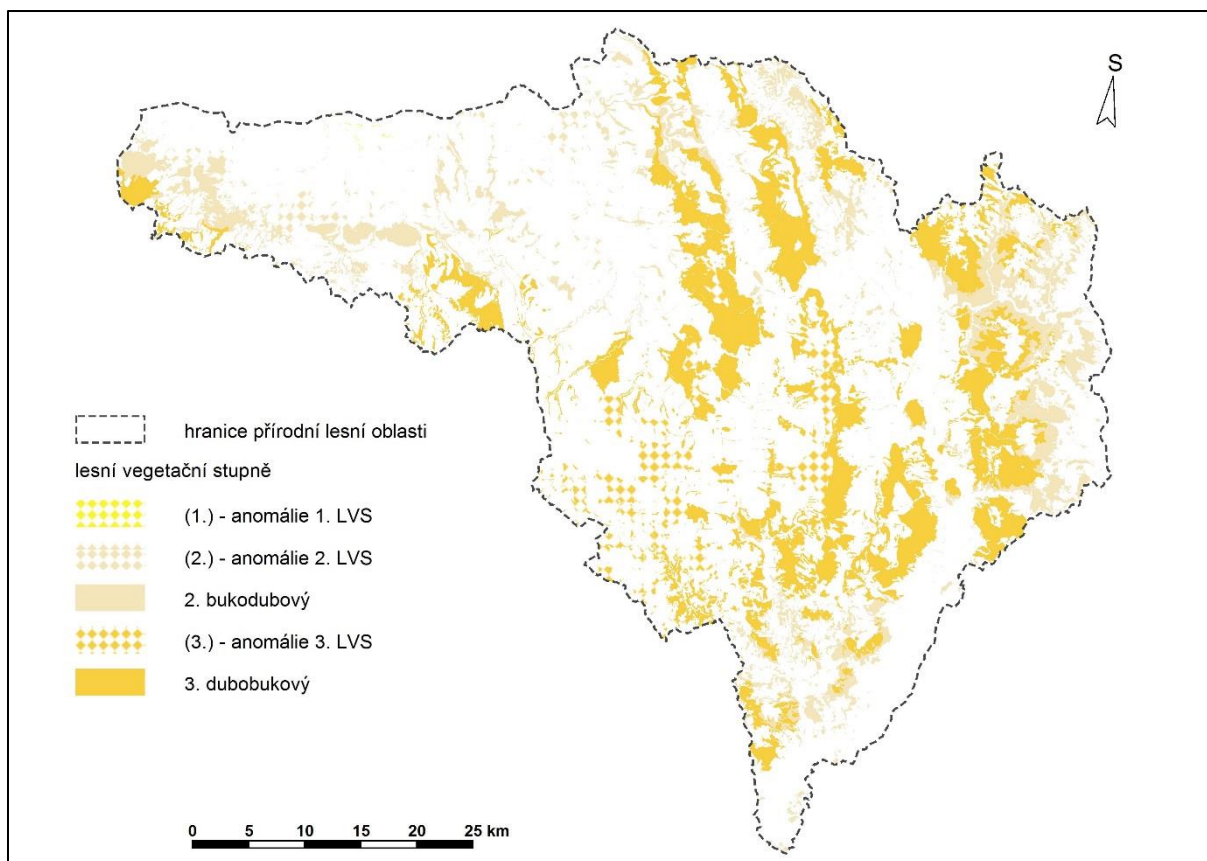 S
hranice přírodní lesní oblasti
lesní vegetační stupně
(1.) - anomálie 1. LVS
(2.) - anomálie 2. LVS
2. bukodubový
(3.) - anomálie 3. LVS
3. dubobukový
0 5 10 15 20 25 km